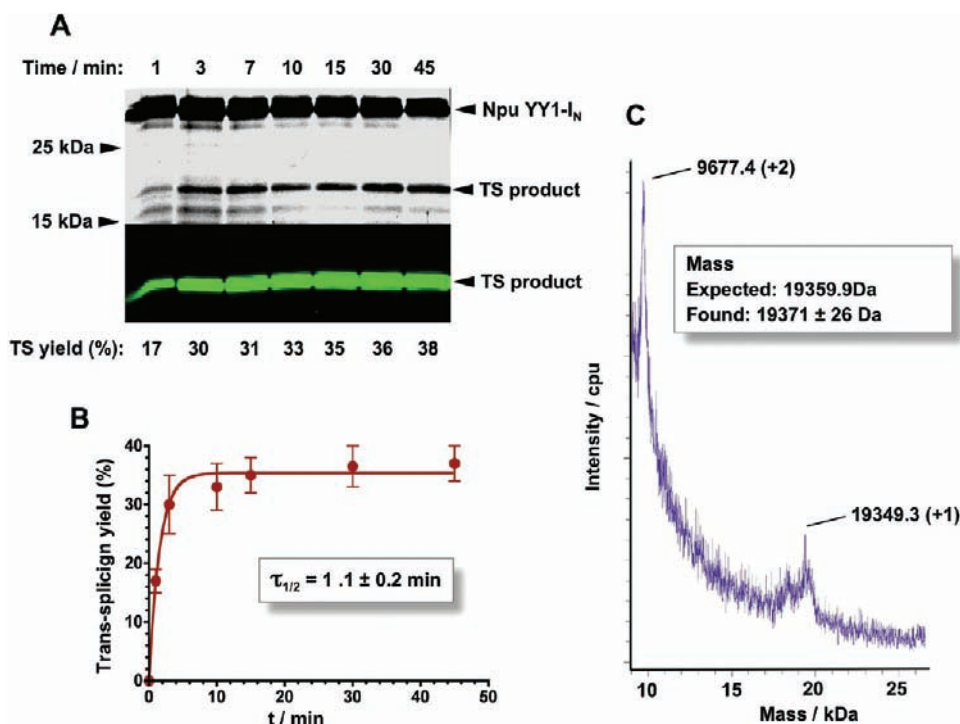 A
Time / min: 1 3 7 10 15 30 45
Npu YY1-IN
25 kDa
TS product
15 kDa
TS product
TS yield (%): 17 30 31 33 35 36 38
B
Trans-splicign yield (%)
40
30
20
10
0
τ1/2 = 1 .1 ± 0.2 min
0 10 20 30 40 50
t / min
C
9677.4 (+2)
Mass
Expected: 19359.9Da
Found: 19371 ± 26 Da
Intensity / cpu
19349.3 (+1)
10 15 20 25
Mass / kDa